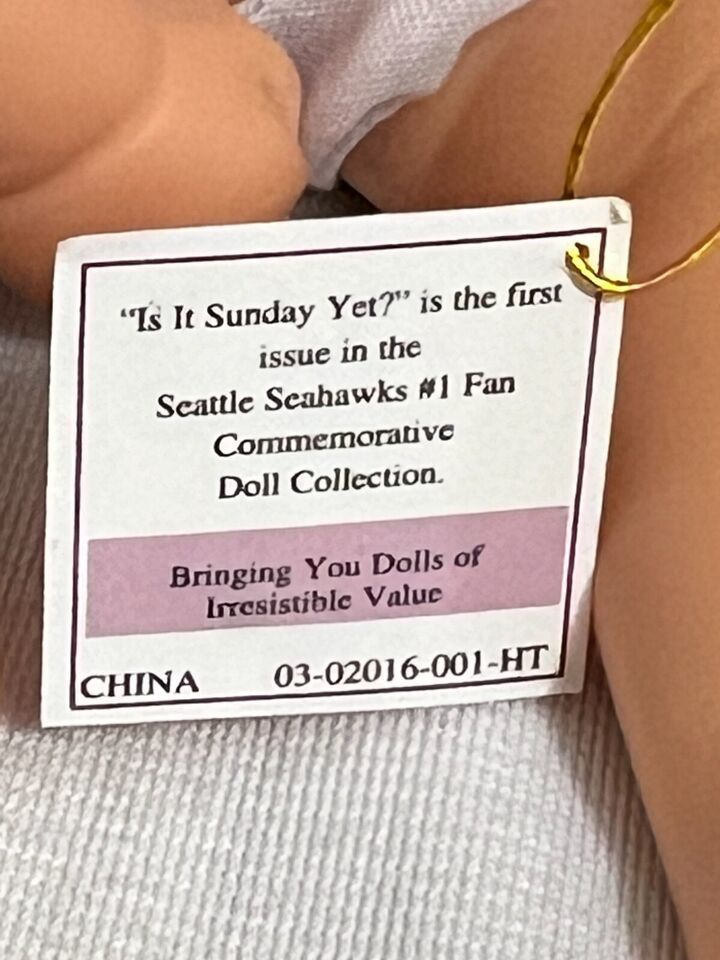 "Is It Sunday Yet?" is the first
issue in the
Seattle Seahawks #1 Fan
Commemorative
Doll Collection.
Bringing You Dolls of
Irresistible Value
CHINA 03-02016-001-HT